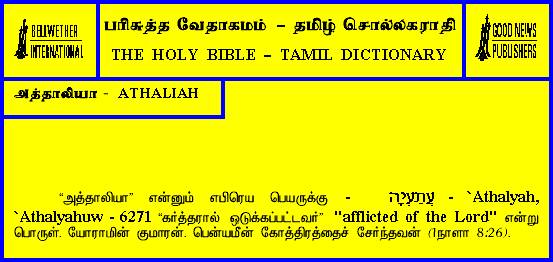 BELLWETHER
INTERNATIONAL
பரிசுத்த வேதாகமம் – தமிழ் சொல்லகராதி
THE HOLY BIBLE – TAMIL DICTIONARY
GOOD NEWS
PUBLISHERS
அத்தாலியா - ATHALIAH
“அத்தாலியா” என்னும் எபிரெய பெயருக்கு - עֲתַעְיָה - `Athalyah,
`Athalyahuw - 6271 “கர்த்தரால் ஒடுக்கப்பட்டவர்” "afflicted of the Lord" என்று
பொருள். யோராமின் குமாரன். பென்யமீன் கோத்திரத்தைச் சேர்ந்தவன் (1நாளா 8:26).